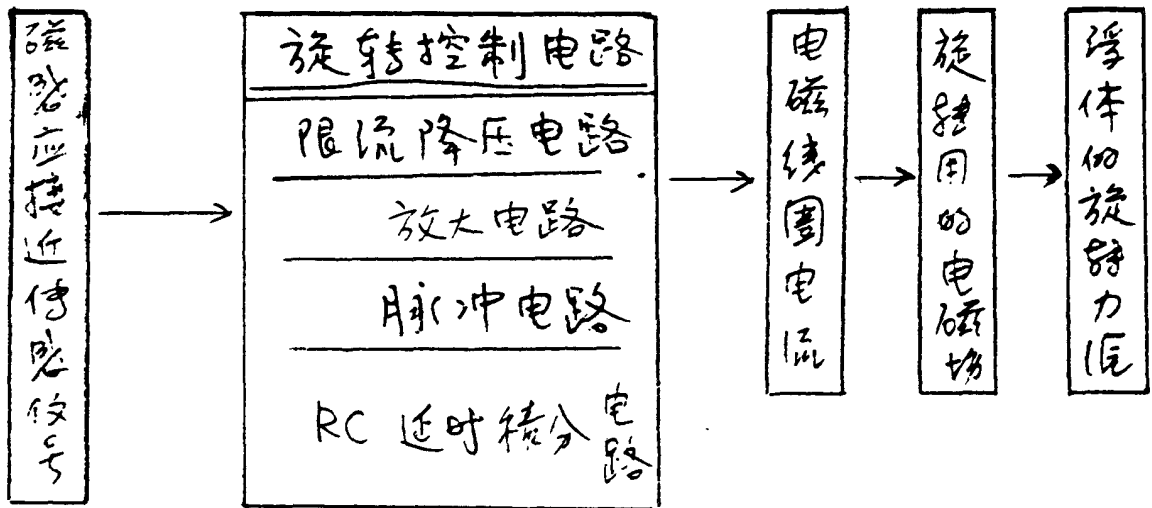 磁感应接近传感信号
旋转控制电路
限流降压电路
放大电路
脉冲电路
RC 延时积分电路
电磁线圈电流
旋转用的电磁场
浮体的旋转力